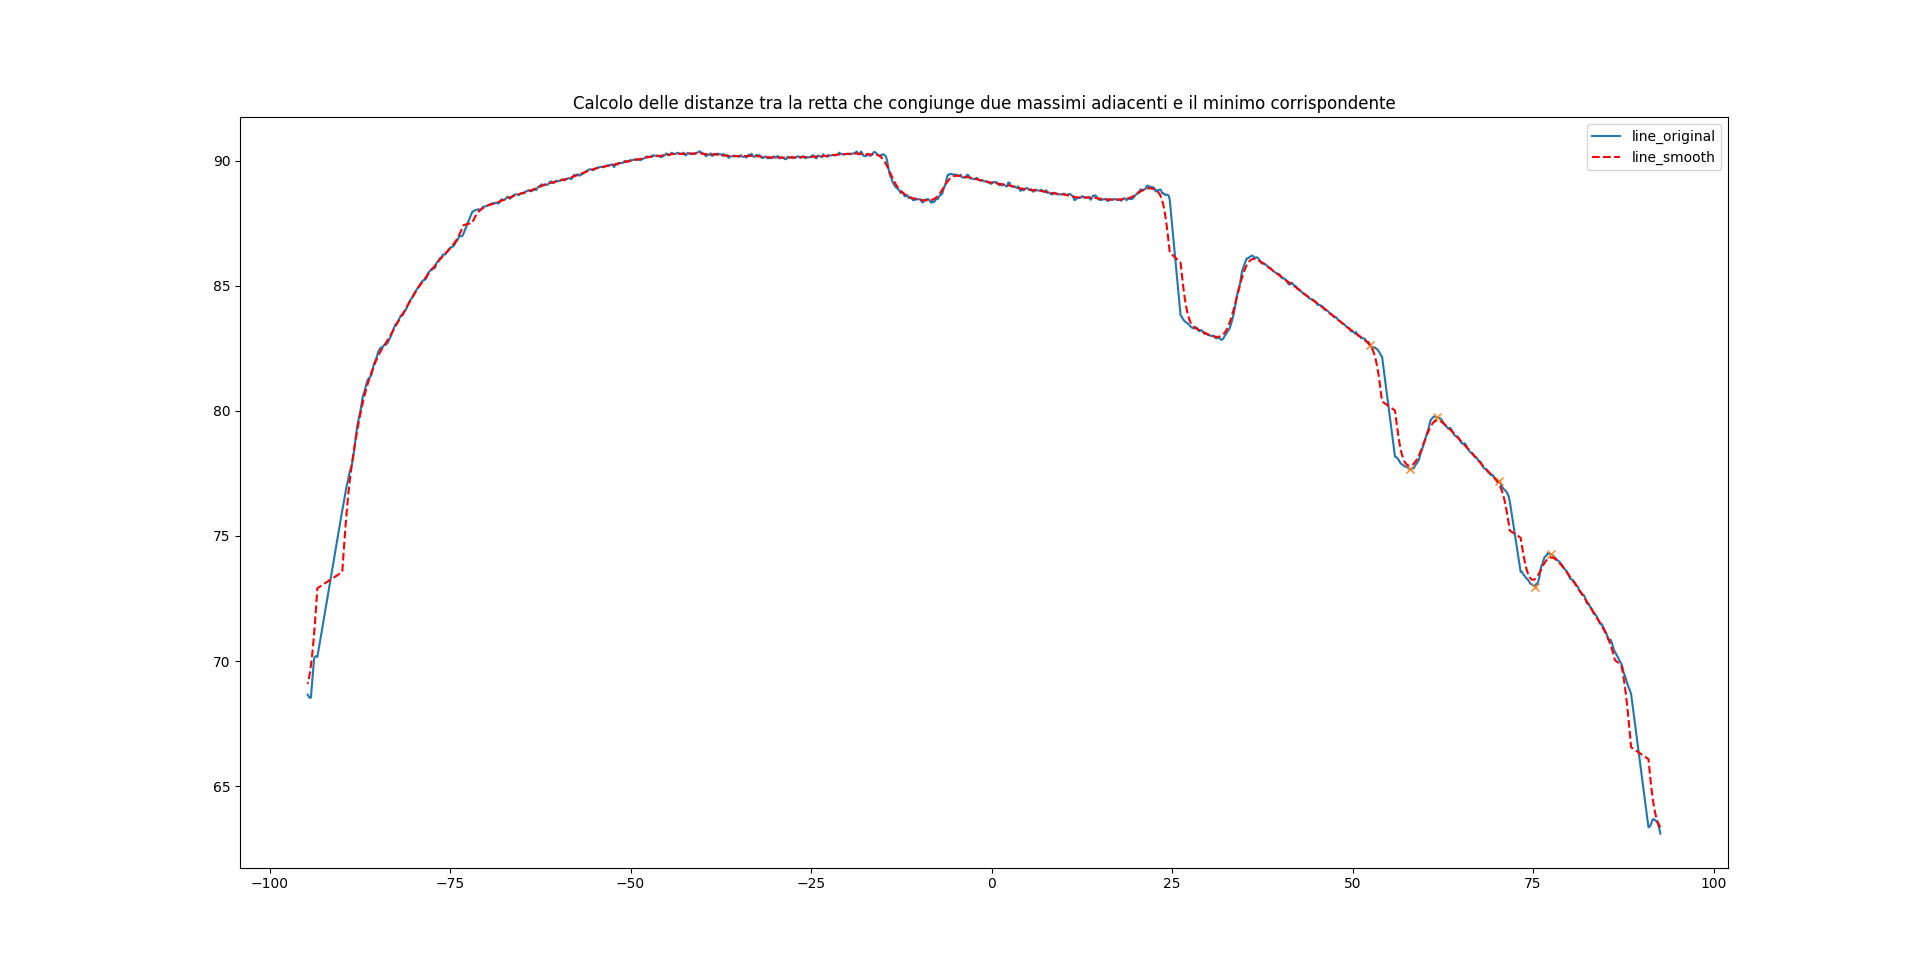 Calcolo delle distanze tra la retta che congiunge due massimi adiacenti e il minimo corrispondente
line_original
line_smooth
90
85
80
75
70
65
−100 −75 −50 −25 0 25 50 75 100